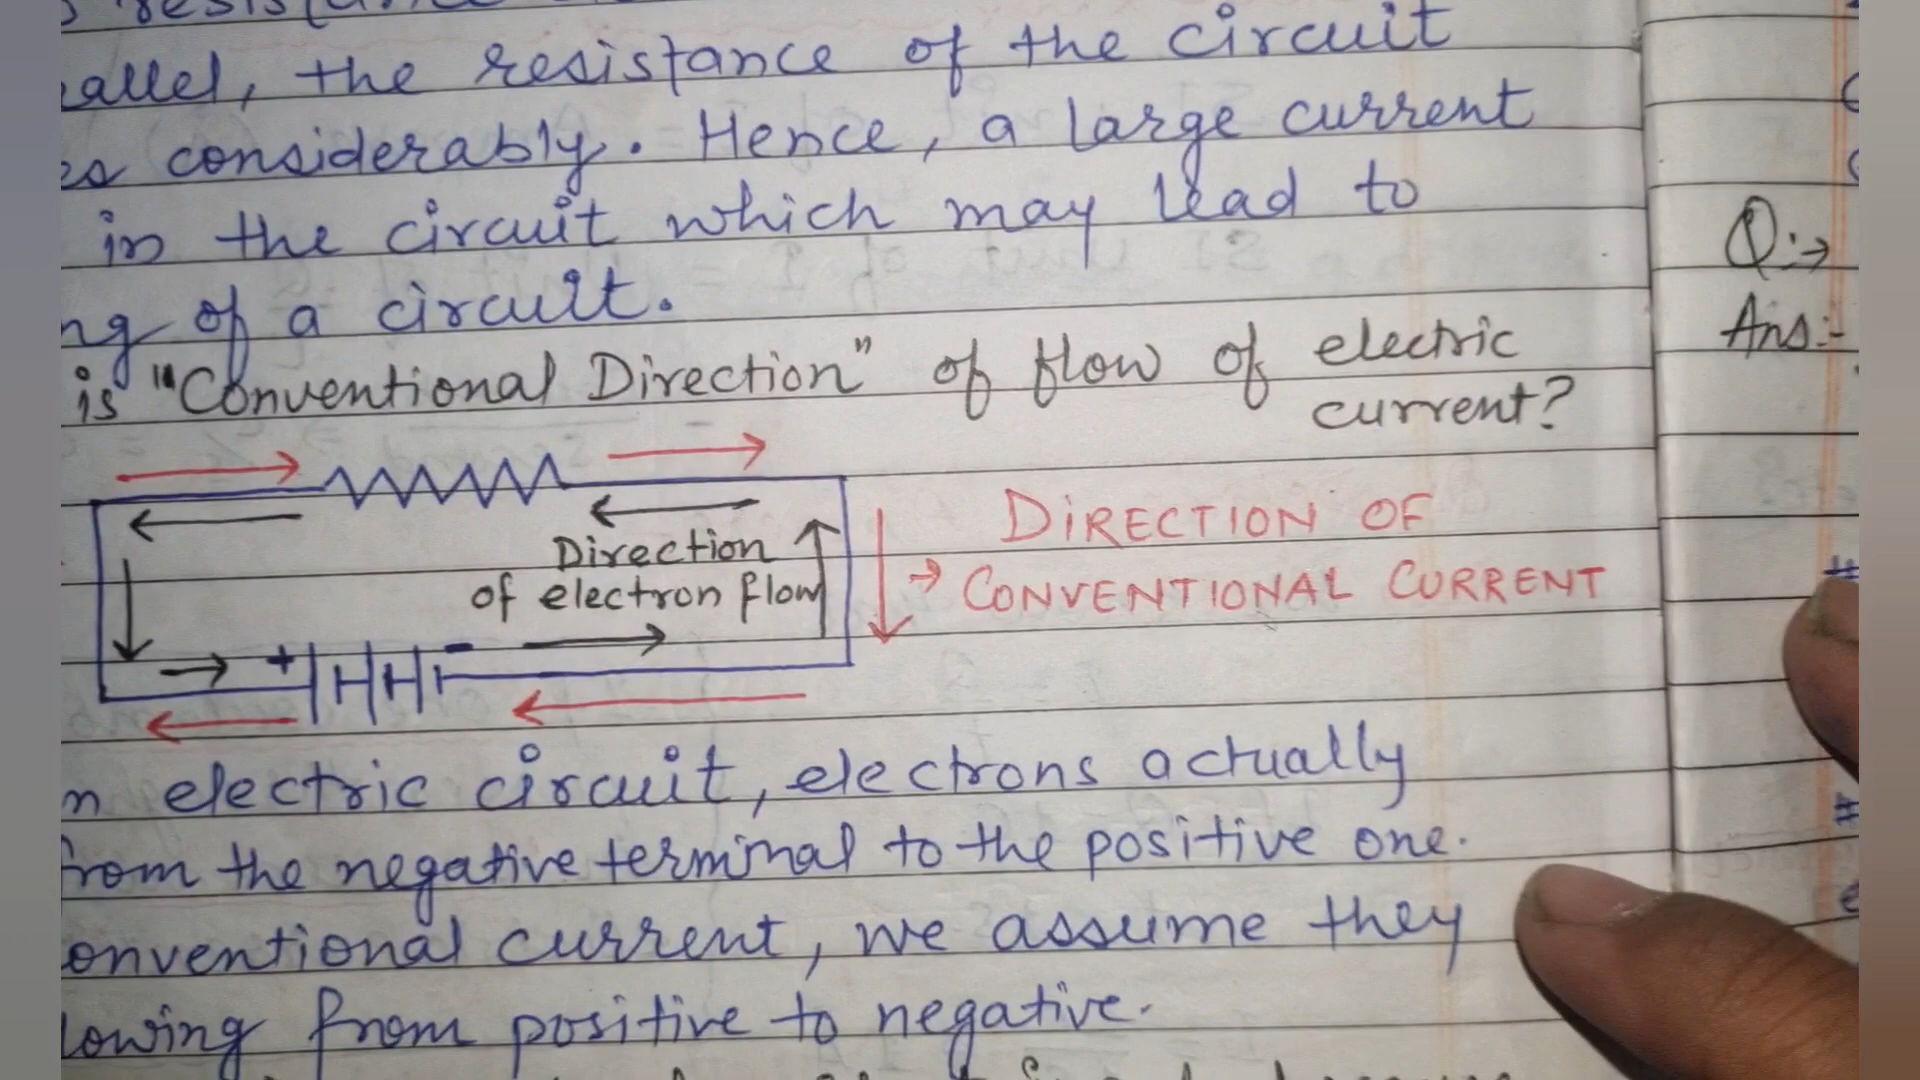 resistance
allel, the resistance of the circuit
es considerably. Hence, a large current
in the circuit which may lead to
ng of a circuit.
is "Conventional Direction" of flow of electric
current?
DIRECTION OF
→ CONVENTIONAL CURRENT
Direction
of electron flow
+ -
n electric circuit, electrons actually
from the negative terminal to the positive one.
onventional current, we assume they
lowing from positive to negative.
Q:→
Ans:-
#
#